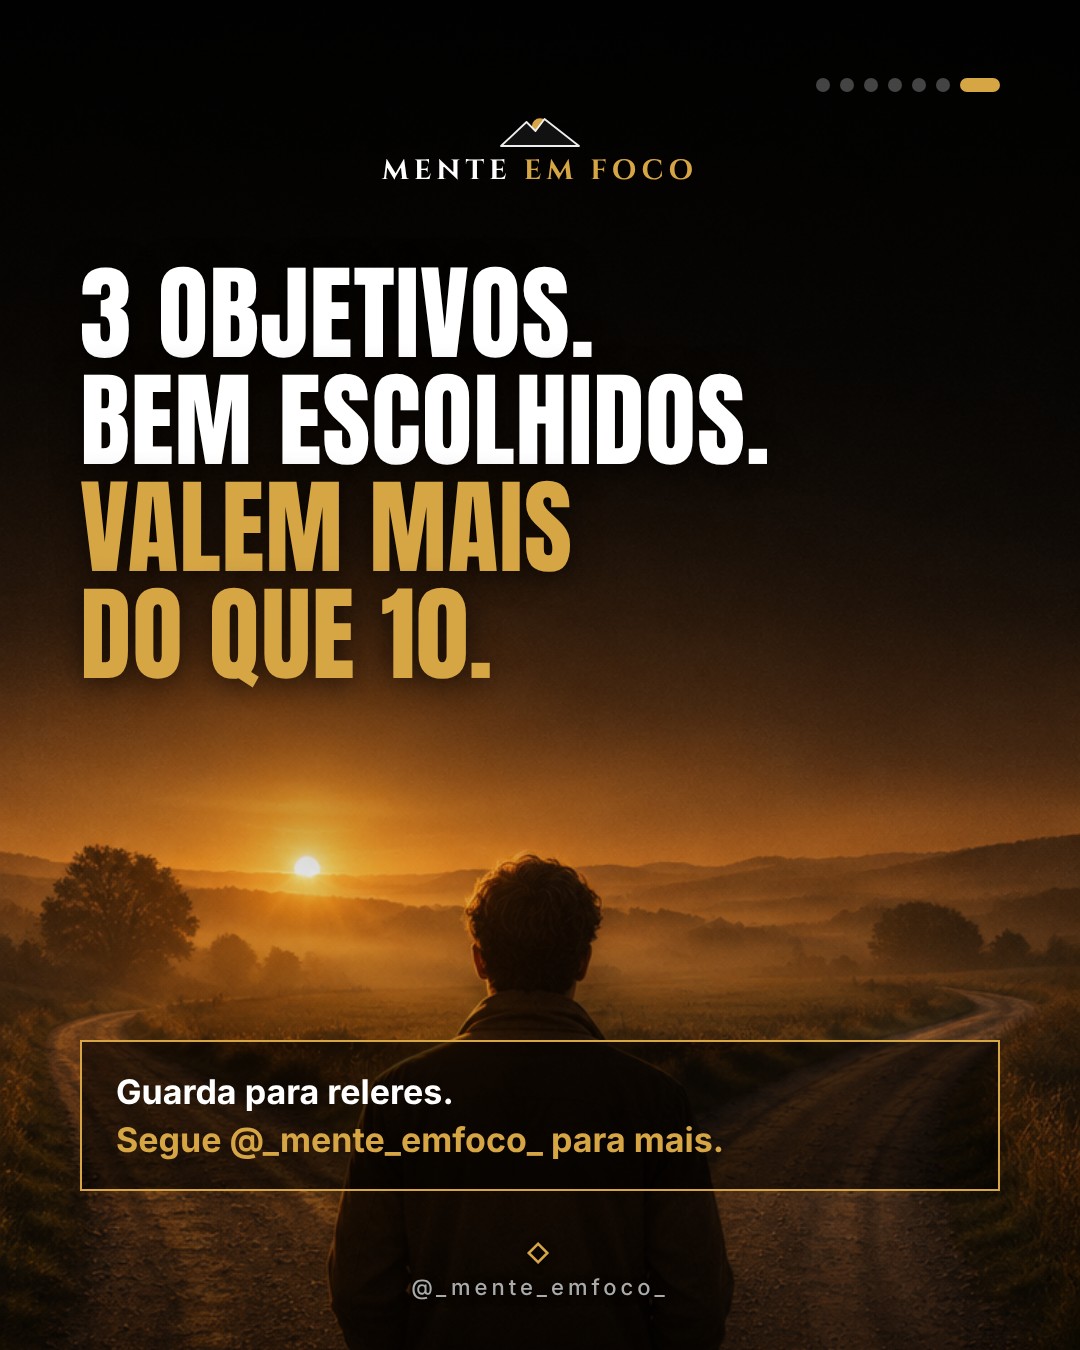 MENTE EM FOCO
3 OBJETIVOS.
BEM ESCOLHIDOS.
VALEM MAIS
DO QUE 10.
Guarda para releres.
Segue @_mente_emfoco_ para mais.
@_mente_emfoco_